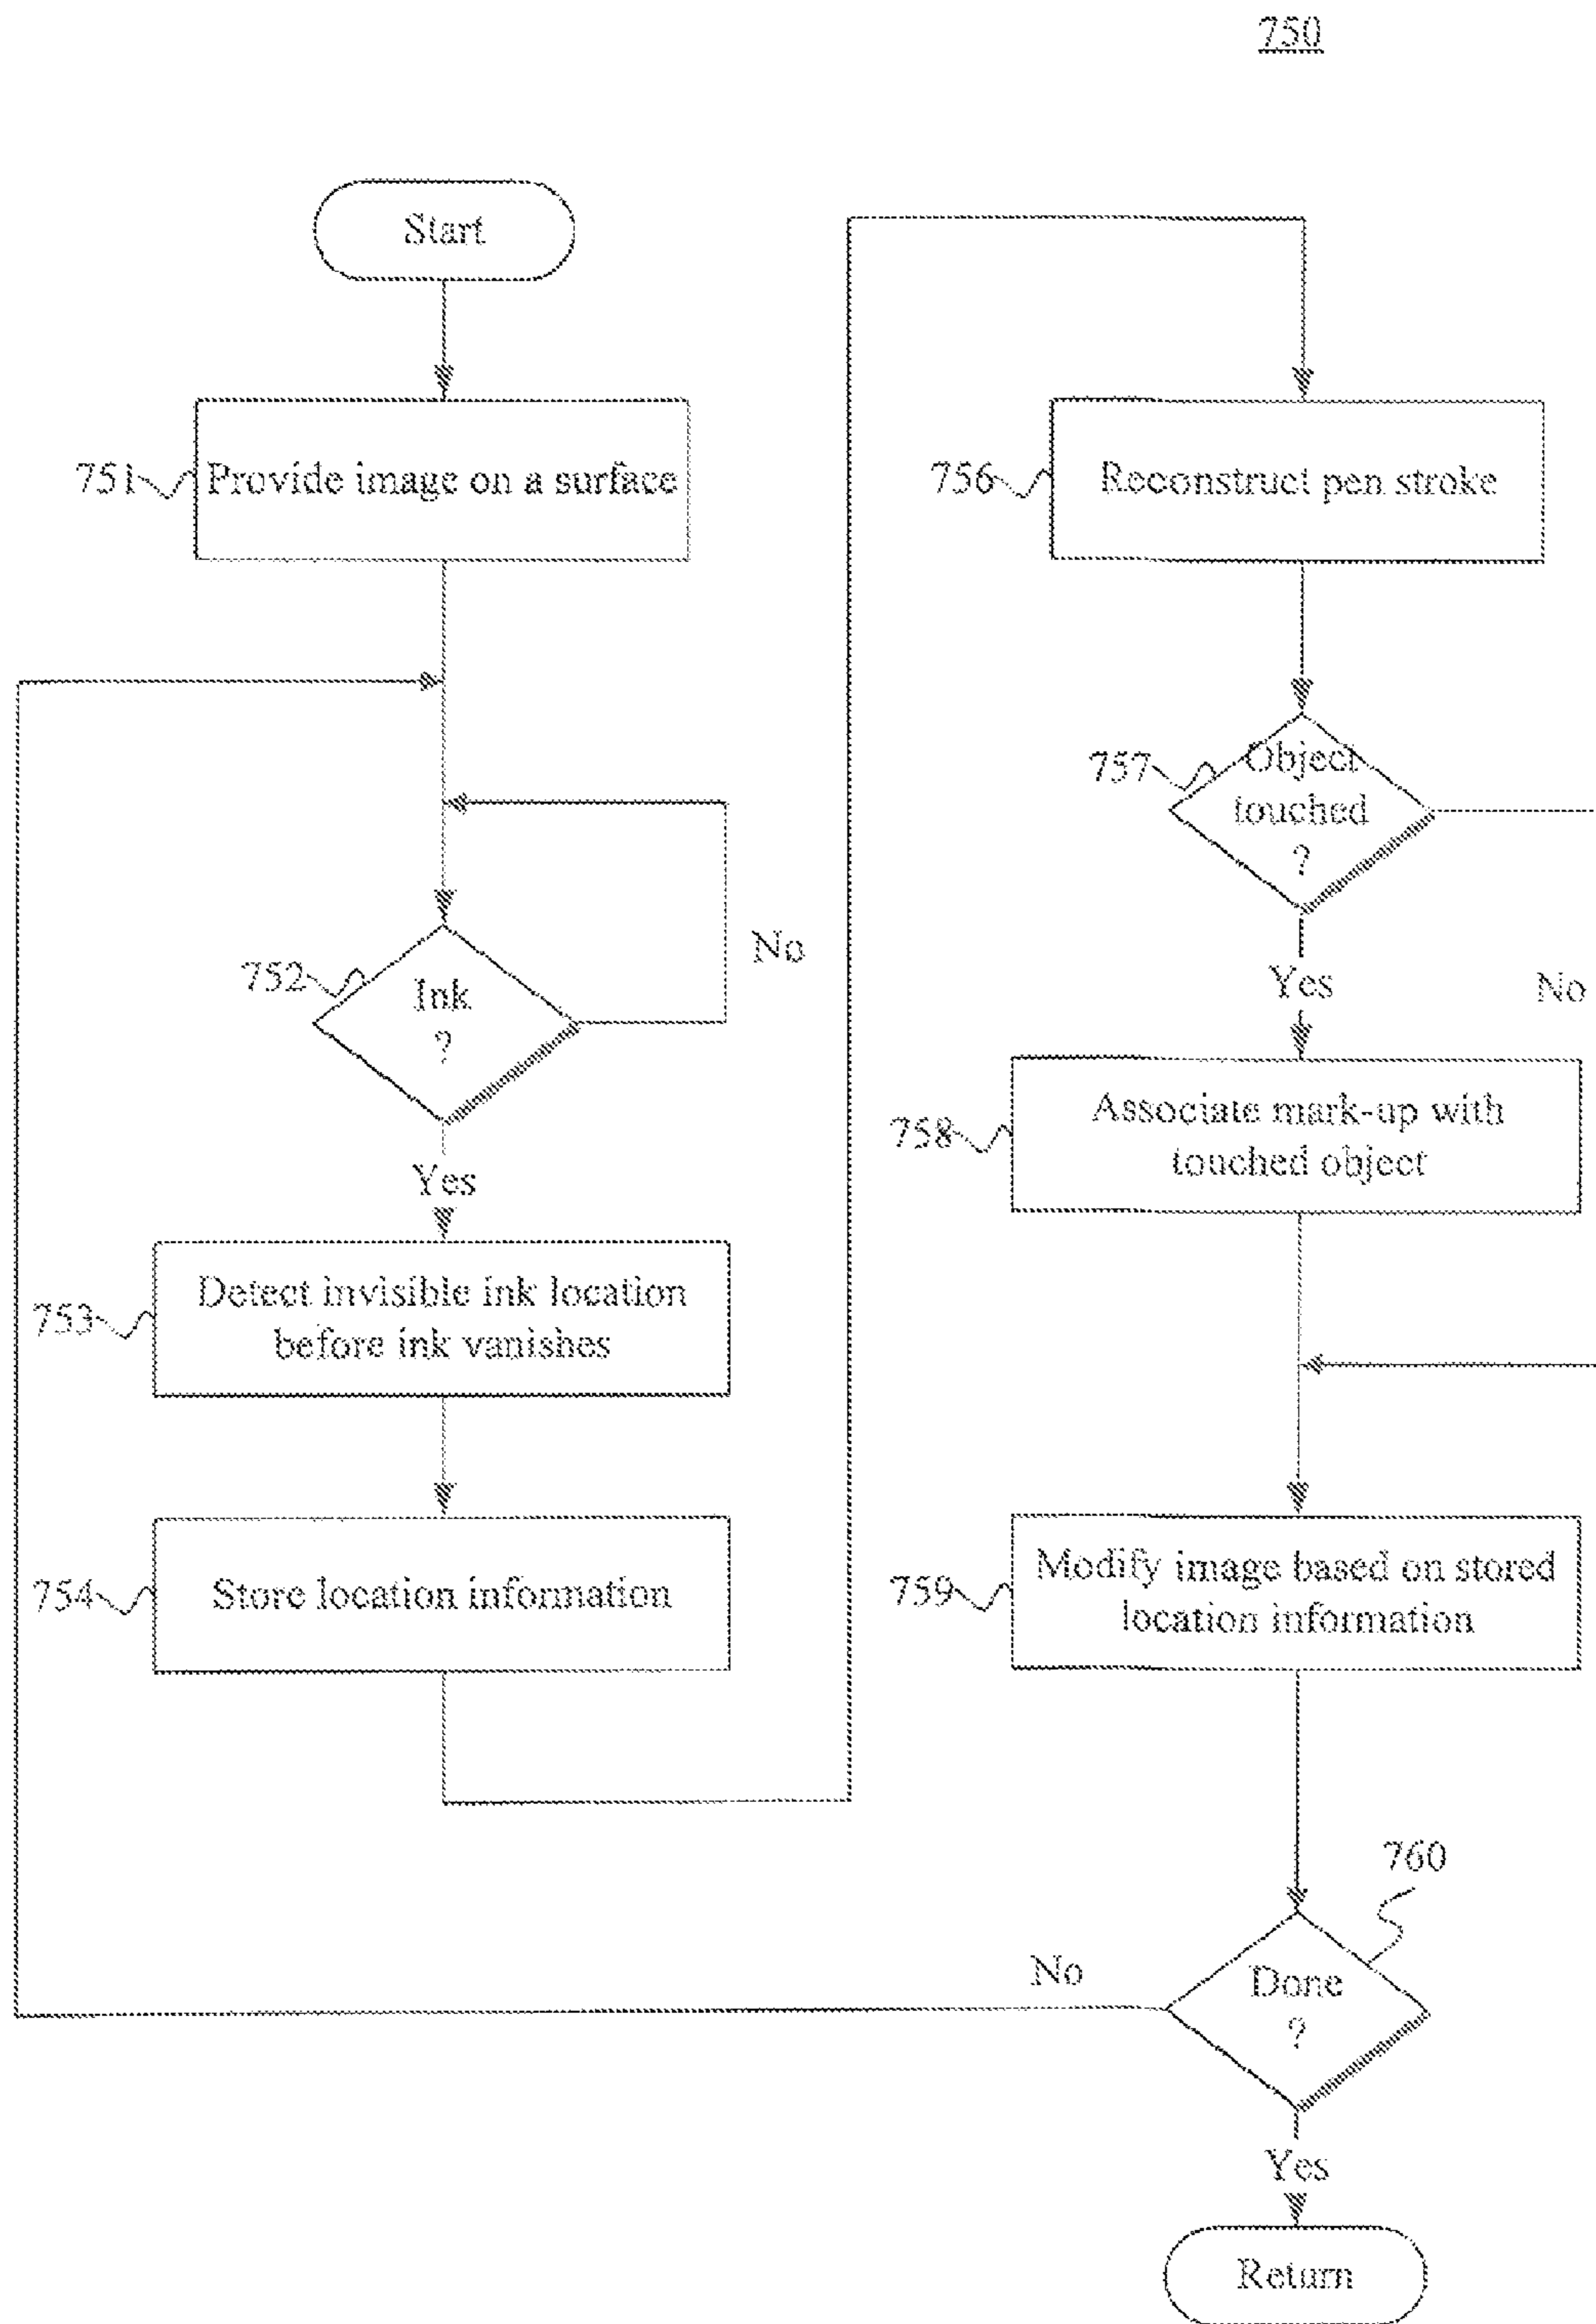 750
Start
751
Provide image on a surface
752
Ink
?
No
Yes
753
Detect invisible ink location
before ink vanishes
754
Store location information
756
Reconstruct pen stroke
757
Object
touched
?
Yes
No
758
Associate mark-up with
touched object
759
Modify image based on stored
location information
760
Done
?
No
Yes
Return